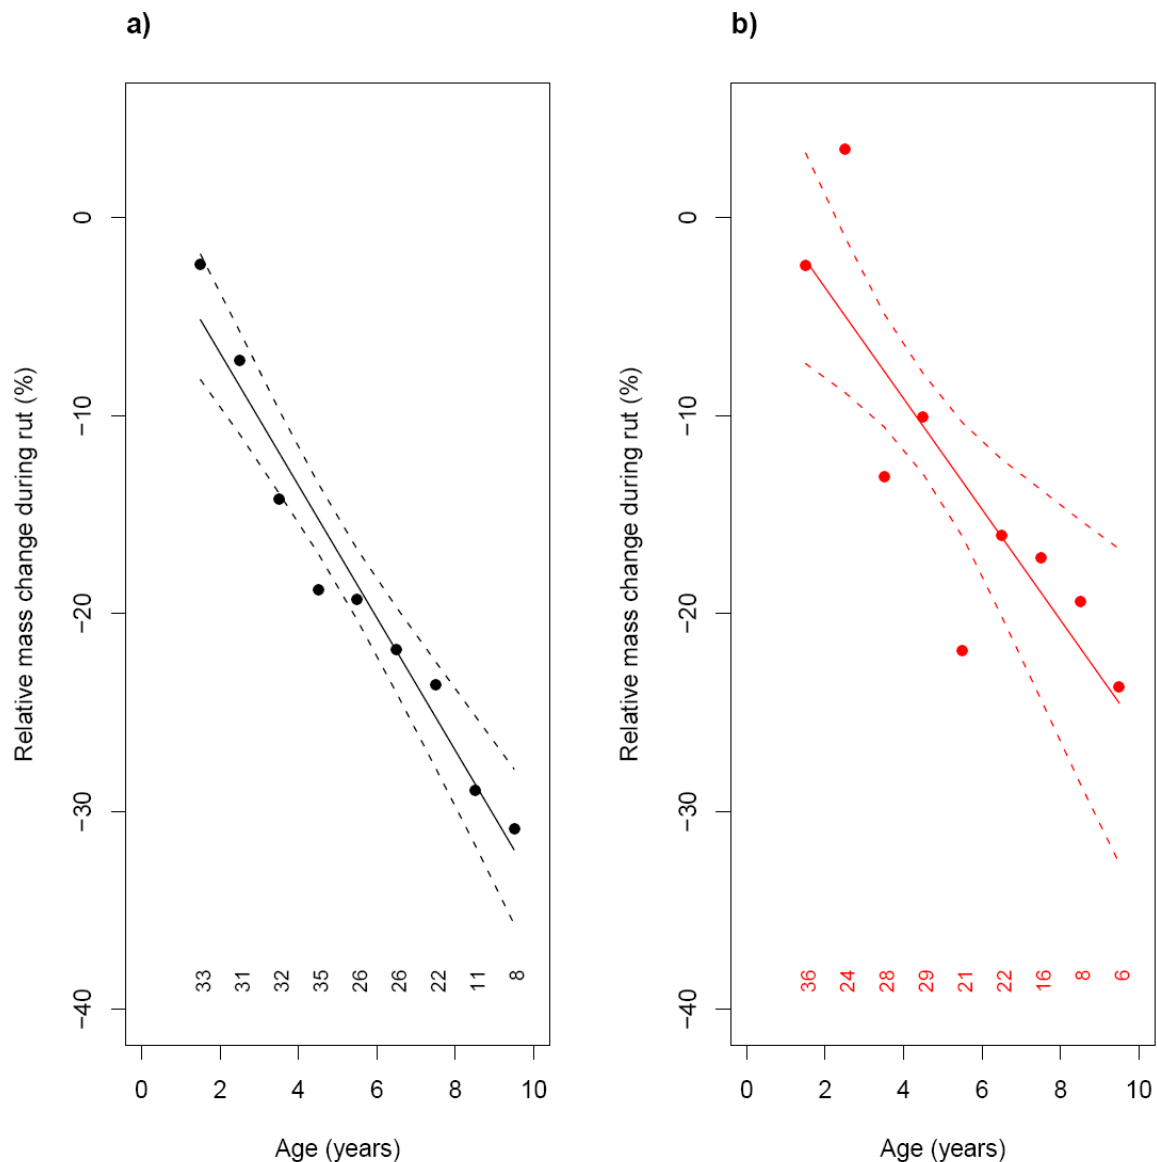 a)
Relative mass change during rut (%)
0
−10
−20
−30
−40
33 31 32 35 26 26 22 11 8
0 2 4 6 8 10
Age (years)
b)
Relative mass change during rut (%)
0
−10
−20
−30
−40
36 24 28 29 21 22 16 8 6
0 2 4 6 8 10
Age (years)